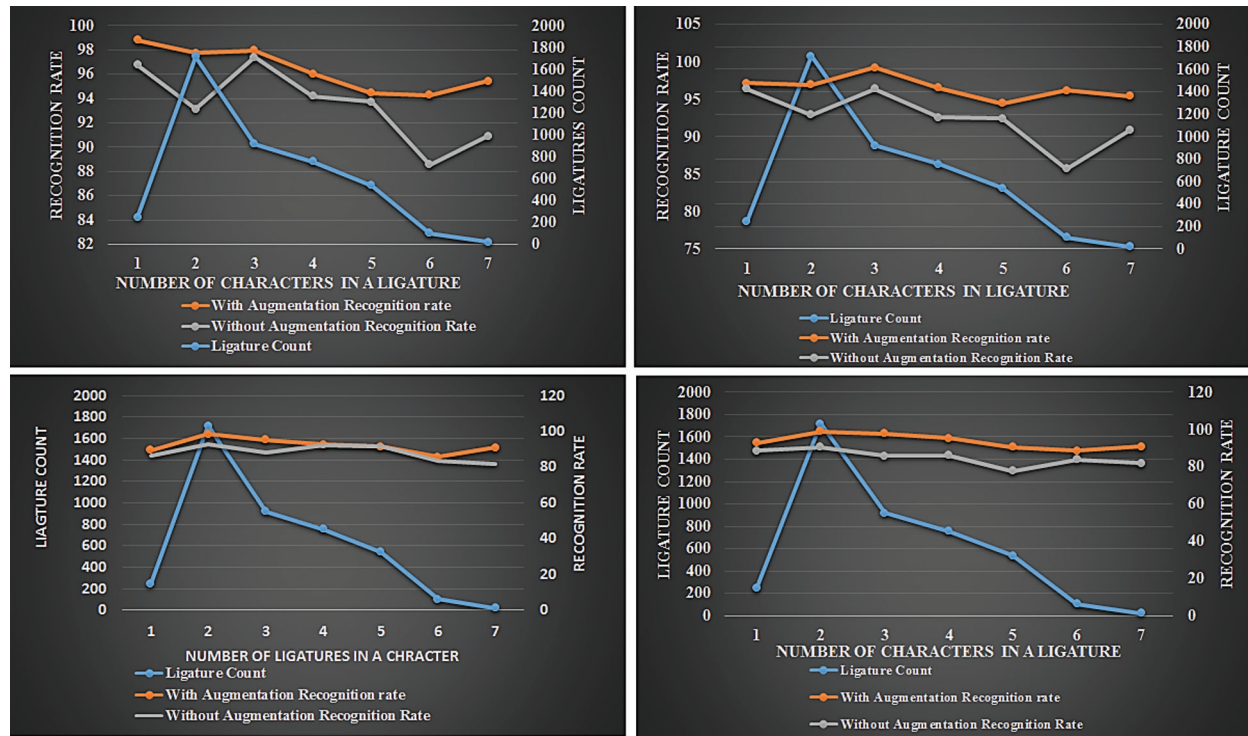 RECOGNITION RATE
100
98
96
94
92
90
88
86
84
82
2000
1800
1600
1400
1200
1000
800
600
400
200
0
LIGATURES COUNT
1 2 3 4 5 6 7
NUMBER OF CHARACTERS IN A LIGATURE
With Augmentation Recognition rate
Without Augmentation Recognition Rate
Ligature Count
RECOGNITION RATE
105
100
95
90
85
80
75
2000
1800
1600
1400
1200
1000
800
600
400
200
0
LIGATURE COUNT
1 2 3 4 5 6 7
NUMBER OF CHARACTERS IN LIGATURE
Ligature Count
With Augmentation Recognition rate
Without Augmentation Recognition Rate
LIAGTURE COUNT
2000
1800
1600
1400
1200
1000
800
600
400
200
0
120
100
80
60
40
20
0
RECOGNITION RATE
1 2 3 4 5 6 7
NUMBER OF LIGATURES IN A CHRACTER
Ligature Count
With Augmentation Recognition rate
Without Augmentation Recognition Rate
LIGATURE COUNT
2000
1800
1600
1400
1200
1000
800
600
400
200
0
120
100
80
60
40
20
0
RECOGNITION RATE
1 2 3 4 5 6 7
NUMBER OF CHARACTERS IN A LIGATURE
Ligature Count
With Augmentation Recognition rate
Without Augmentation Recognition Rate